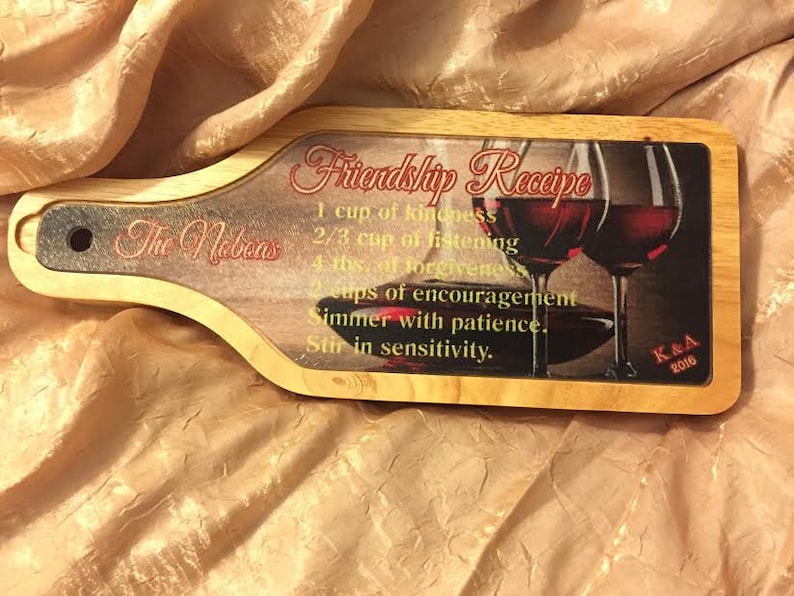 The Noboas
Friendship Receipe
1 cup of kindness
2/3 cup of listening
4 tbs. of forgiveness
2 cups of encouragement
Simmer with patience.
Stir in sensitivity.
K & A
2016